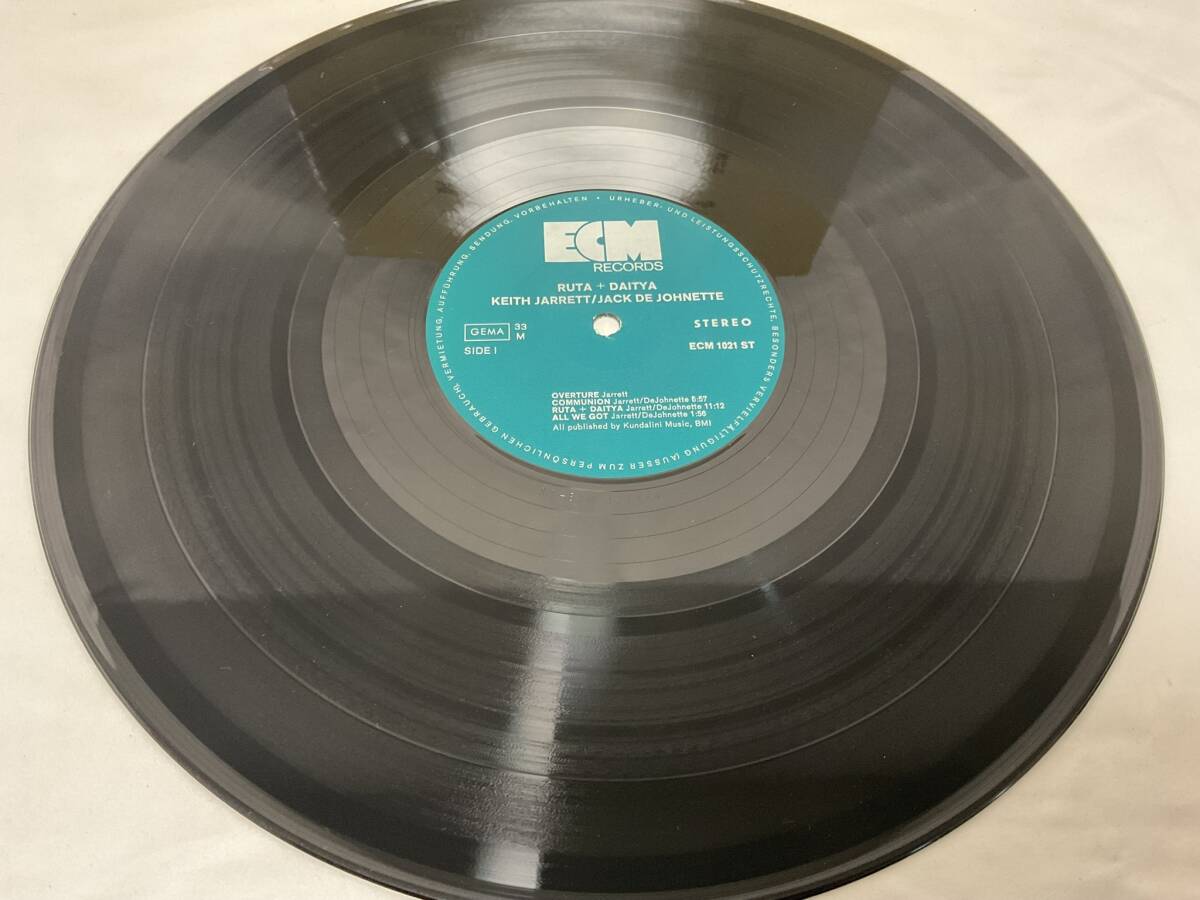 ECM
RECORDS
RUTA + DAITYA
KEITH JARRETT/JACK DE JOHNETTE
GEMA
33
M
STEREO
SIDE I
ECM 1021 ST
OVERTURE Jarrett
COMMUNION Jarrett/DeJohnette 5:57
RUTA + DAITYA Jarrett/DeJohnette 11:12
ALL WE GOT Jarrett/DeJohnette 1:56
All published by Kundalini Music, BMI
URHEBER- UND LEISTUNGSSCHUTZRECHTE, BESONDERS VERVIELFÄLTIGUNG (AUSSER ZUM PERSÖNLICHEN GEBRAUCH), VERMIETUNG, AUFFÜHRUNG, SENDUNG, VORBEHALTEN •